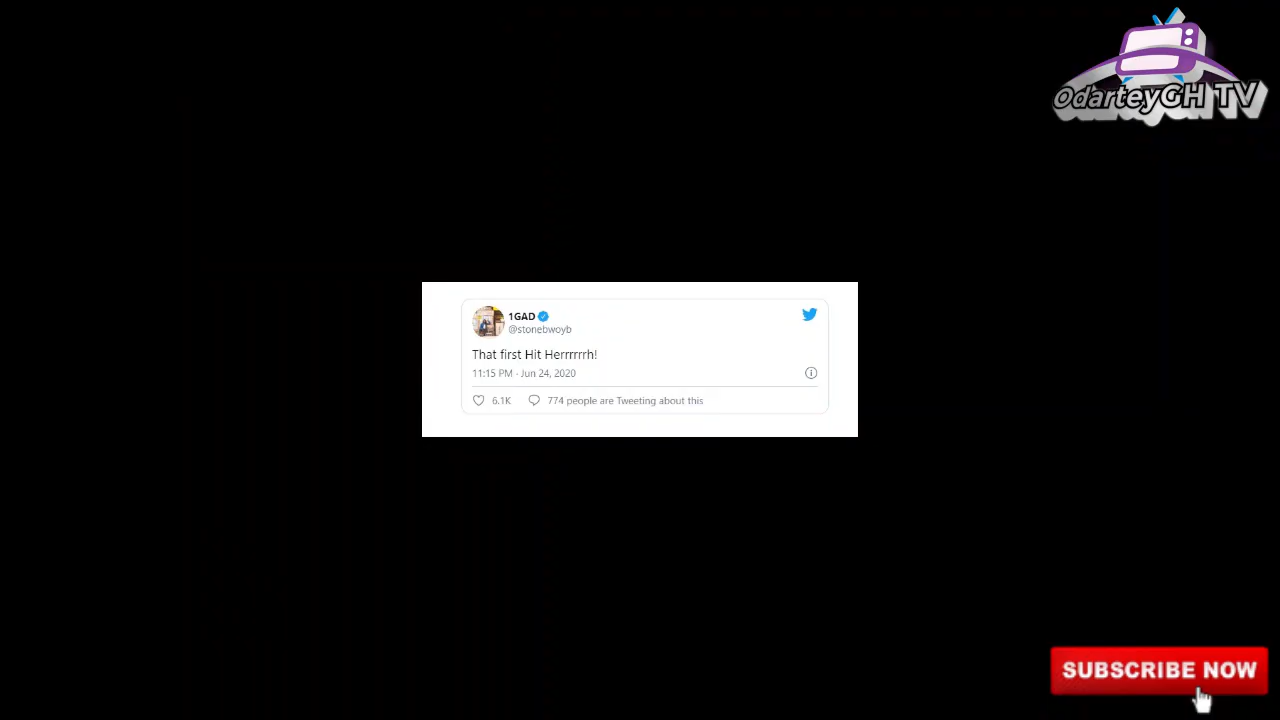 OdarteyGH TV
1GAD
@stonebwoyb
That first Hit Herrrrrrh!
11:15 PM - Jun 24, 2020
6.1K 774 people are Tweeting about this
SUBSCRIBE NOW